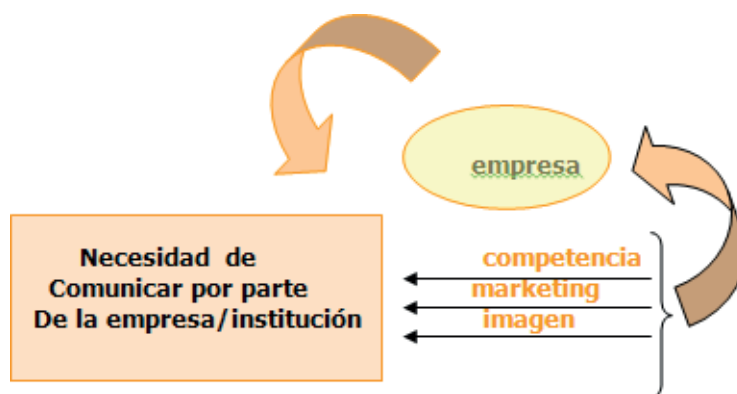 empresa
Necesidad de
Comunicar por parte
De la empresa/institución
competencia
marketing
imagen